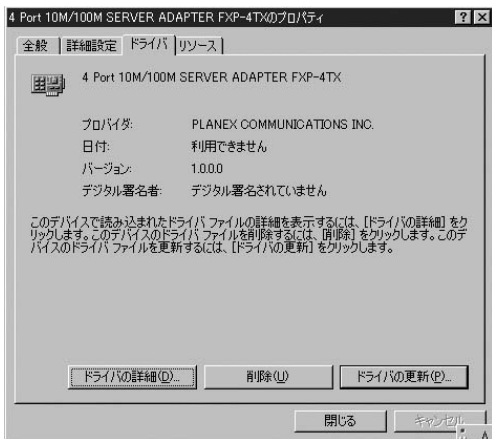 4 Port 10M/100M SERVER ADAPTER FXP-4TXのプロパティ
全般 詳細設定 ドライバ リソース
4 Port 10M/100M SERVER ADAPTER FXP-4TX
プロバイダ: PLANEX COMMUNICATIONS INC.
日付: 利用できません
バージョン: 1.0.0.0
デジタル署名者: デジタル署名されていません
このデバイスで読み込まれたドライバ ファイルの詳細を表示するには、[ドライバの詳細] をク
リックします。このデバイスのドライバ ファイルを削除するには、[削除] をクリックします。このデ
バイスのドライバ ファイルを更新するには、[ドライバの更新] をクリックします。
ドライバの詳細(D)... 削除(U) ドライバの更新(P)...
閉じる キャンセル